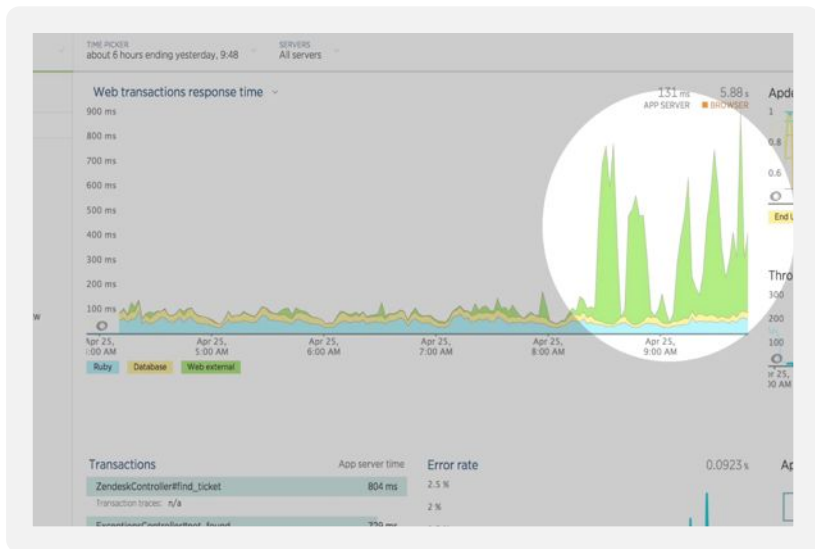 TIME PICKER
about 6 hours ending yesterday, 9:48
SERVERS
All servers
Web transactions response time
131 ms
APP SERVER
5.88 s
BROWSER
900 ms
800 ms
700 ms
600 ms
500 ms
400 ms
300 ms
200 ms
100 ms
Apr 25,
5:00 AM
Apr 25,
6:00 AM
Apr 25,
7:00 AM
Apr 25,
8:00 AM
Apr 25,
9:00 AM
Ruby
Database
Web external
1
0.8
0.6
300
200
100
Transactions
App server time
ZendeskController#find_ticket
804 ms
Transaction traces: n/a
Error rate
0.0923 %
2.5 %
2 %